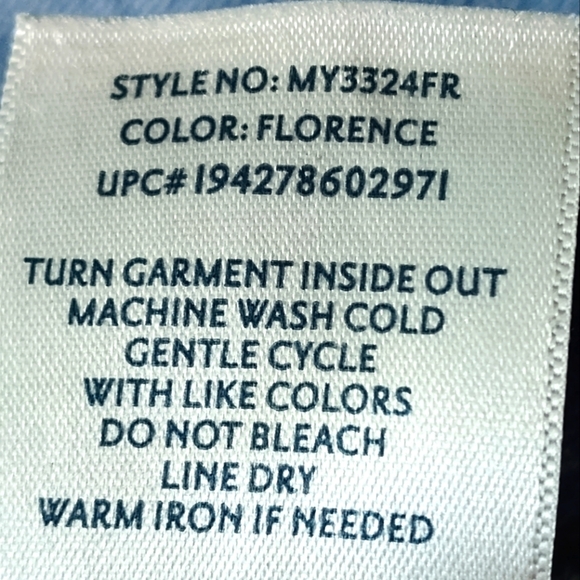 STYLE NO: MY3324FR
COLOR: FLORENCE
UPC# 194278602971
TURN GARMENT INSIDE OUT
MACHINE WASH COLD
GENTLE CYCLE
WITH LIKE COLORS
DO NOT BLEACH
LINE DRY
WARM IRON IF NEEDED